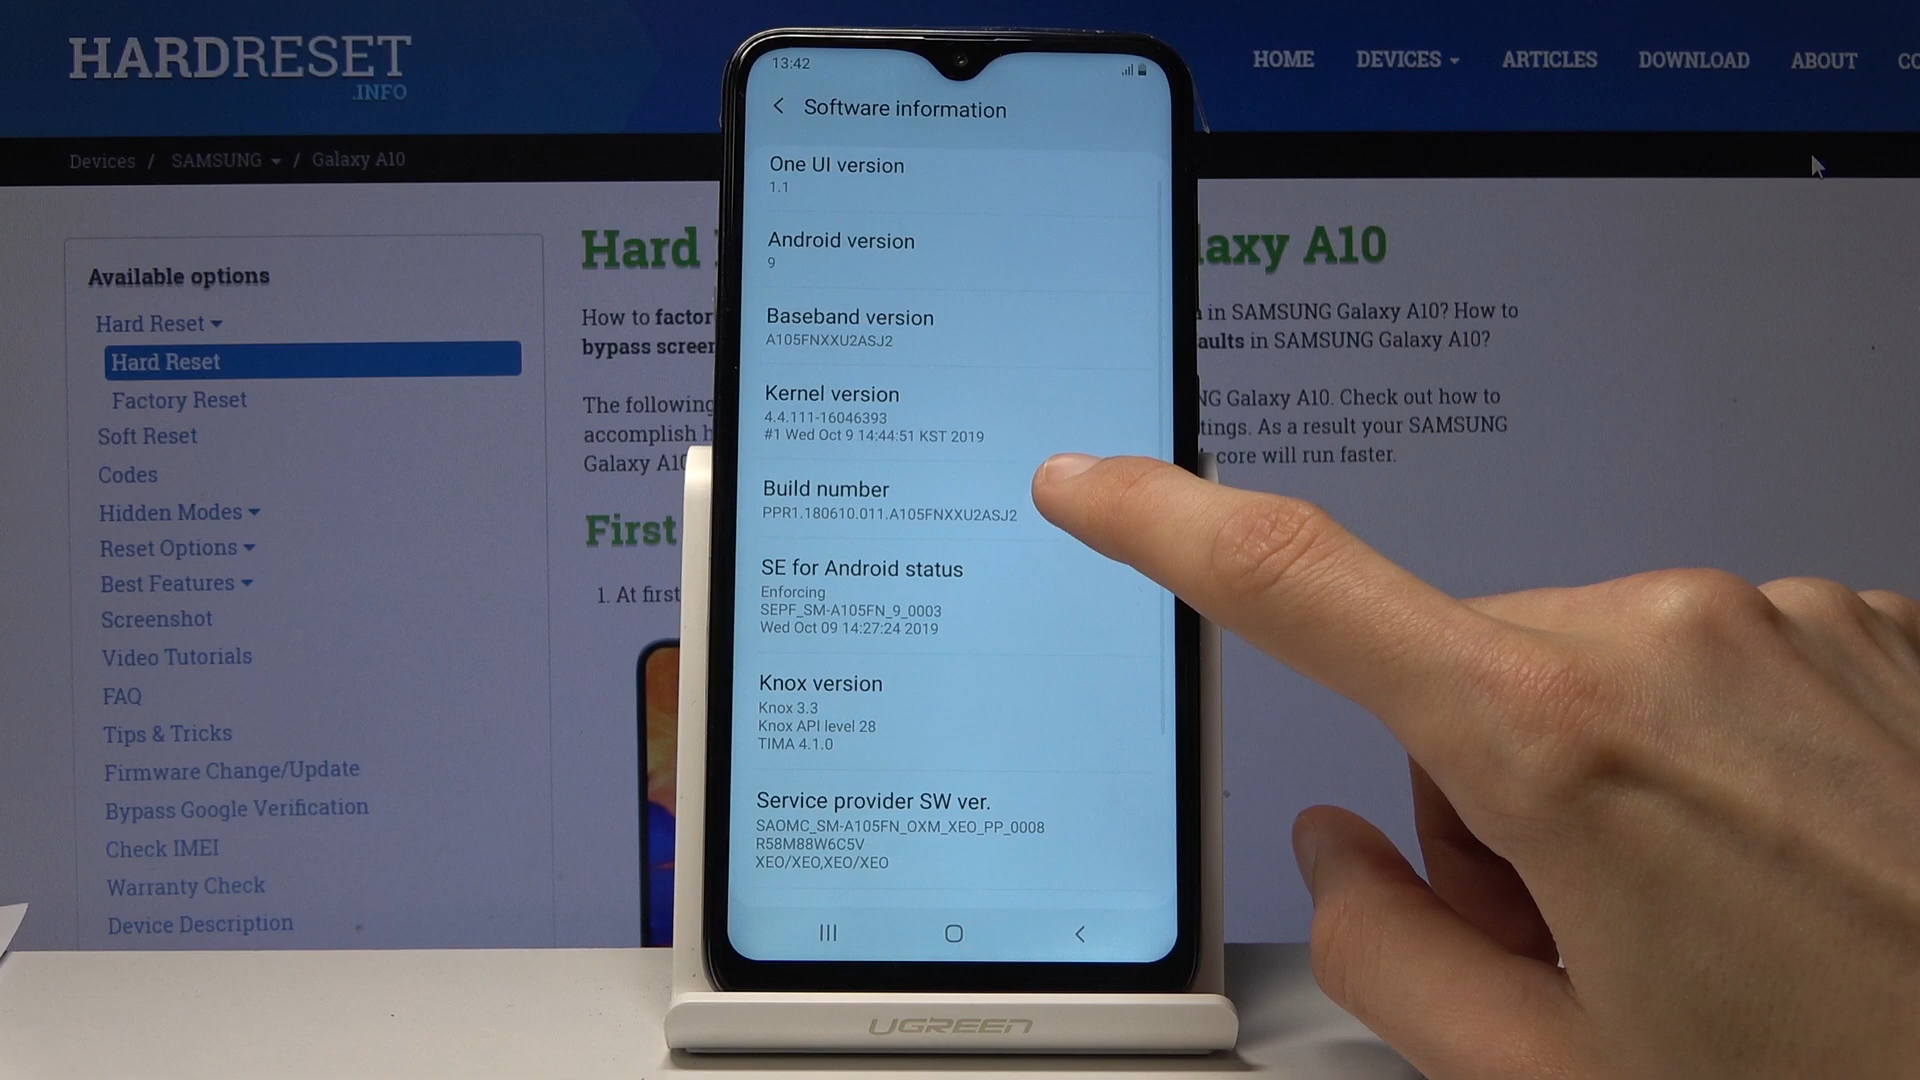 HARDRESET
.INFO
HOME DEVICES ARTICLES DOWNLOAD ABOUT CO
Devices / SAMSUNG / Galaxy A10
Available options
Hard Reset
Hard Reset
Factory Reset
Soft Reset
Codes
Hidden Modes
Reset Options
Best Features
Screenshot
Video Tutorials
FAQ
Tips & Tricks
Firmware Change/Update
Bypass Google Verification
Check IMEI
Warranty Check
Device Description
Hard
How to factor
bypass screen
The following
accomplish h
Galaxy A10
First
1. At first
13:42
Software information
One UI version
1.1
Android version
9
Baseband version
A105FNXXU2ASJ2
Kernel version
4.4.111-16046393
#1 Wed Oct 9 14:44:51 KST 2019
Build number
PPR1.180610.011.A105FNXXU2ASJ2
SE for Android status
Enforcing
SEPF_SM-A105FN_9_0003
Wed Oct 09 14:27:24 2019
Knox version
Knox 3.3
Knox API level 28
TIMA 4.1.0
Service provider SW ver.
SAOMC_SM-A105FN_OXM_XEO_PP_0008
R58M88W6C5V
XEO/XEO,XEO/XEO
laxy A10
in SAMSUNG Galaxy A10? How to
aults in SAMSUNG Galaxy A10?
NG Galaxy A10. Check out how to
tings. As a result your SAMSUNG
core will run faster.
UGREEN